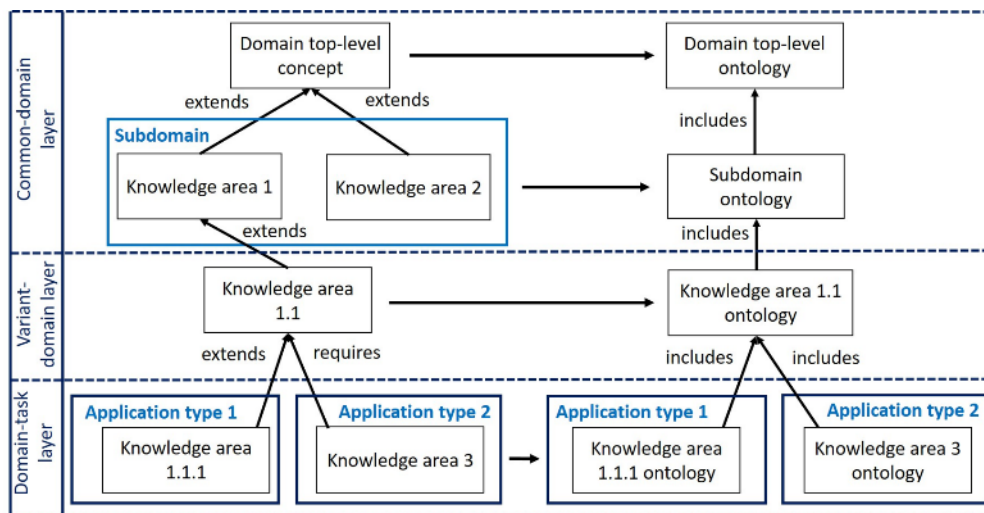 Common-domain
layer
Domain top-level
concept
Domain top-level
ontology
extends
extends
includes
Subdomain
Knowledge area 1
Knowledge area 2
Subdomain
ontology
extends
includes
Variant-
domain layer
Knowledge area
1.1
Knowledge area 1.1
ontology
extends
requires
includes
includes
Domain-task
layer
Application type 1
Knowledge area
1.1.1
Application type 2
Knowledge area 3
Application type 1
Knowledge area
1.1.1 ontology
Application type 2
Knowledge area 3
ontology